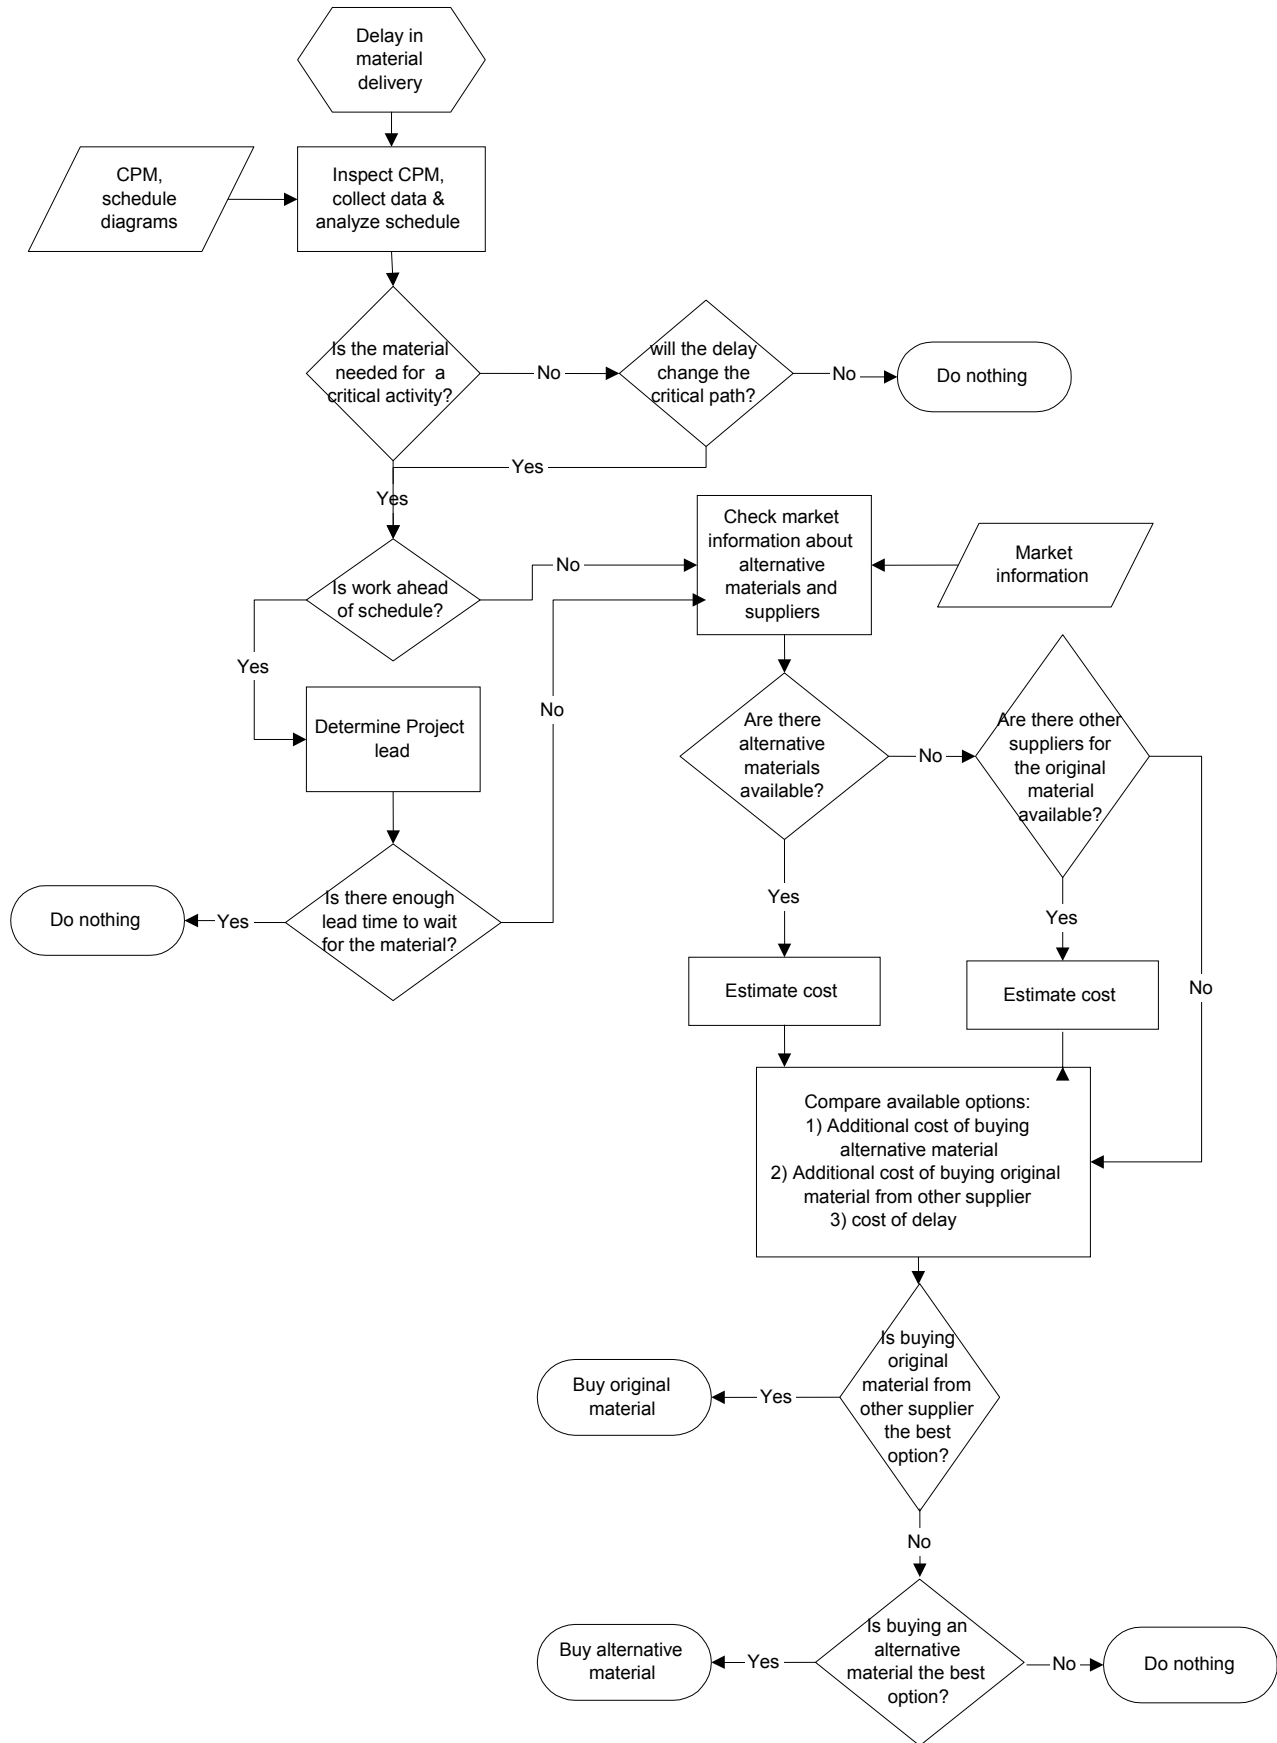 Delay in
material
delivery
CPM,
schedule
diagrams
Inspect CPM,
collect data &
analyze schedule
Is the material
needed for a
critical activity?
No
will the delay
change the
critical path?
No
Do nothing
Yes
Yes
Is work ahead
of schedule?
No
Check market
information about
alternative
materials and
suppliers
Market
information
Yes
Determine Project
lead
No
Is there enough
lead time to wait
for the material?
Yes
Do nothing
Are there
alternative
materials
available?
No
Are there other
suppliers for
the original
material
available?
Yes
Yes
No
Estimate cost
Estimate cost
Compare available options:
1) Additional cost of buying
alternative material
2) Additional cost of buying original
material from other supplier
3) cost of delay
Is buying
original
material from
other supplier
the best
option?
Yes
Buy original
material
No
Is buying an
alternative
material the best
option?
Yes
Buy alternative
material
No
Do nothing